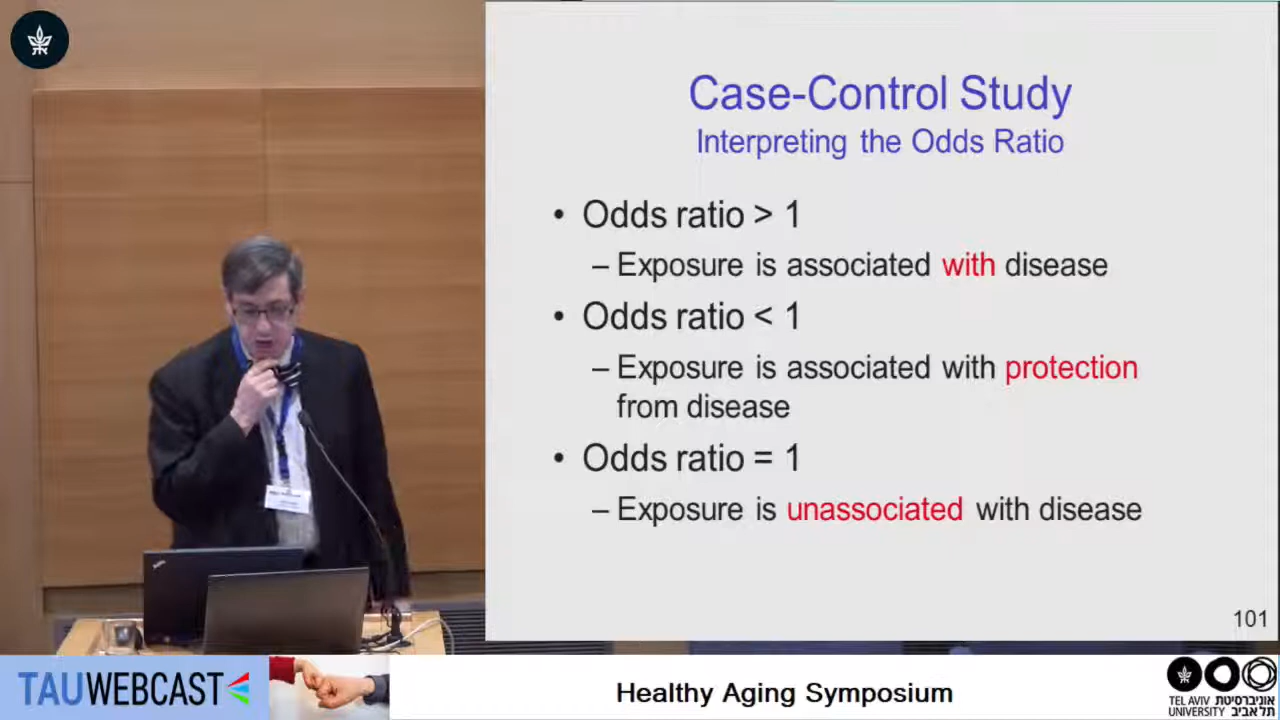 Case-Control Study
Interpreting the Odds Ratio
• Odds ratio > 1
– Exposure is associated with disease
• Odds ratio < 1
– Exposure is associated with protection
from disease
• Odds ratio = 1
– Exposure is unassociated with disease
101
TAUWEBCAST
Healthy Aging Symposium
TEL AVIV אוניברסיטת
UNIVERSITY תל אביב